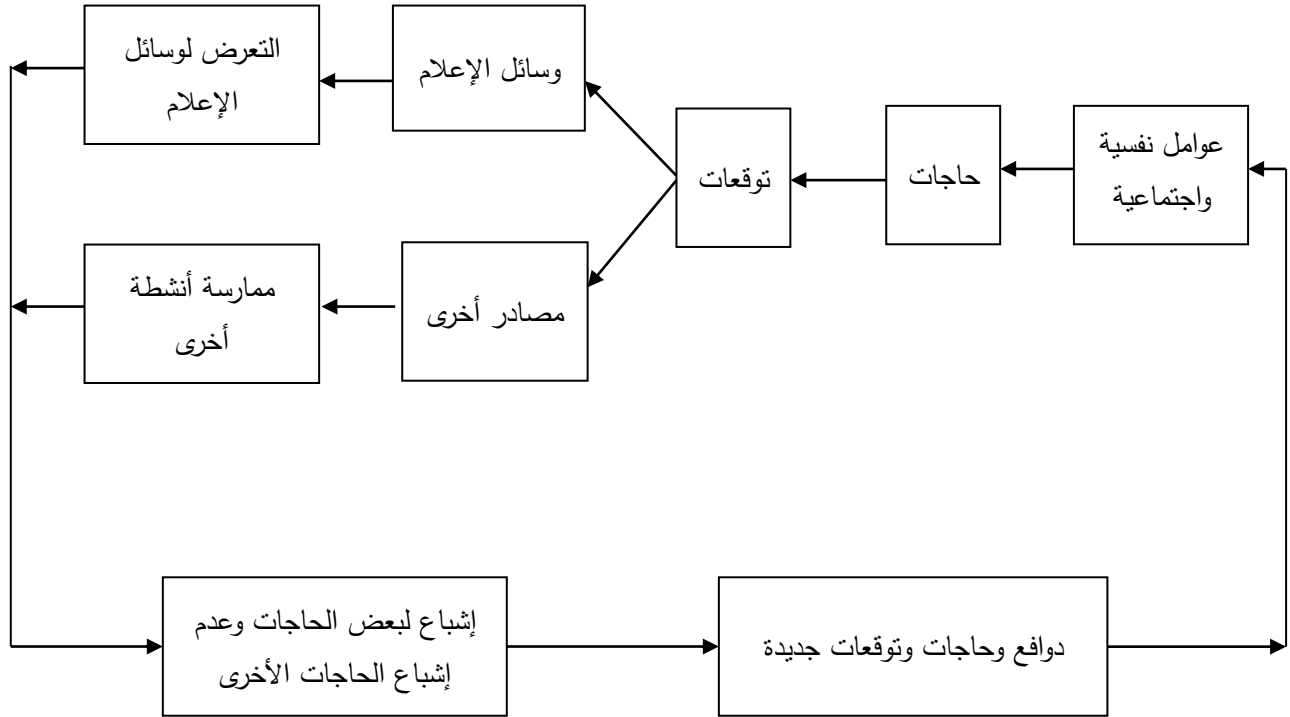 عوامل نفسية
واجتماعية
حاجات
توقعات
وسائل الإعلام
التعرض لوسائل
الإعلام
مصادر أخرى
ممارسة أنشطة
أخرى
إشباع لبعض الحاجات وعدم
إشباع الحاجات الأخرى
دوافع وحاجات وتوقعات جديدة